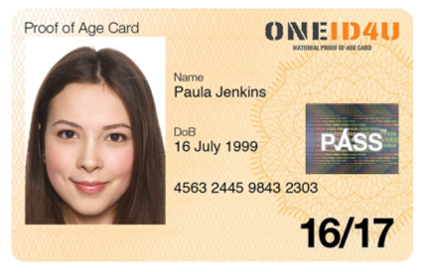 Proof of Age Card
ONEID4U
NATIONAL PROOF OF AGE CARD
Name
Paula Jenkins
DoB
16 July 1999
PASS™
4563 2445 9843 2303
16/17